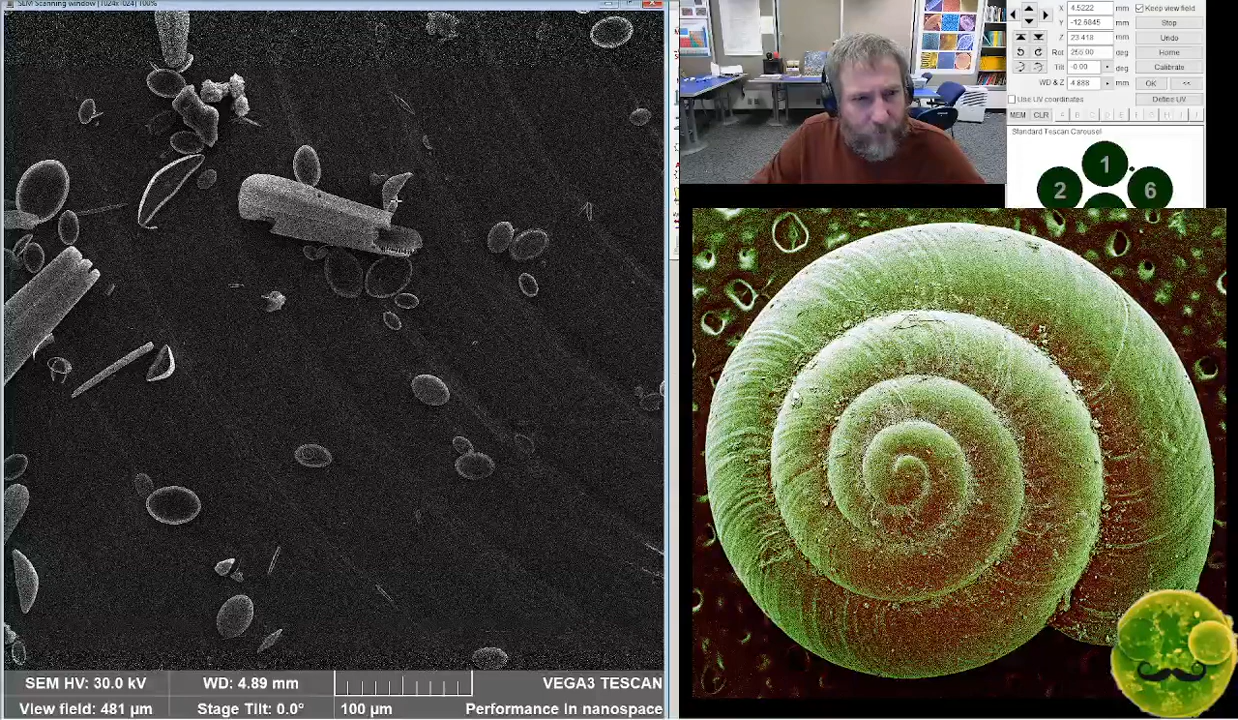 SEM Scanning window [1024x1024] 100%
SEM HV: 30.0 kV
WD: 4.89 mm
VEGA3 TESCAN
View field: 481 µm
Stage Tilt: 0.0°
100 µm
Performance in nanospace
X 4.5222 mm
Keep view field
Y -12.6845 mm
Stop
Z 23.418 mm
Undo
Rot 256.00 deg
Home
Tilt -0.00 deg
Calibrate
WD & Z 4.888 mm
OK <<
Use UV coordinates
Define UV
MEM CLR
Standard Tescan Carousel
1
2
6